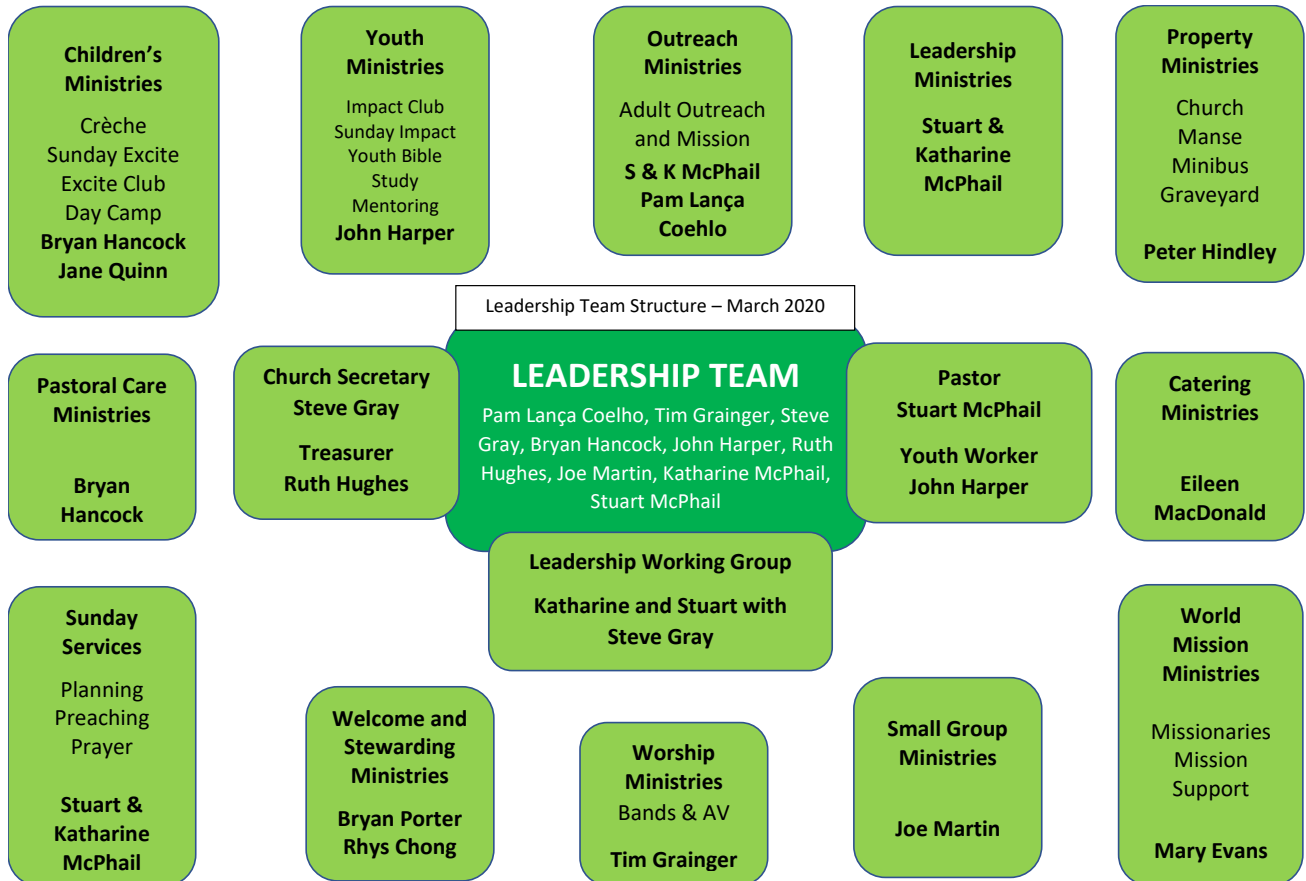 Children’s
Ministries
Crèche
Sunday Excite
Excite Club
Day Camp
Bryan Hancock
Jane Quinn
Youth
Ministries
Impact Club
Sunday Impact
Youth Bible
Study
Mentoring
John Harper
Outreach
Ministries
Adult Outreach
and Mission
S & K McPhail
Pam Lança
Coehlo
Leadership
Ministries
Stuart &
Katharine
McPhail
Property
Ministries
Church
Manse
Minibus
Graveyard
Peter Hindley
Leadership Team Structure – March 2020
Pastoral Care
Ministries
Bryan
Hancock
Church Secretary
Steve Gray
Treasurer
Ruth Hughes
LEADERSHIP TEAM
Pam Lança Coelho, Tim Grainger, Steve
Gray, Bryan Hancock, John Harper, Ruth
Hughes, Joe Martin, Katharine McPhail,
Stuart McPhail
Pastor
Stuart McPhail
Youth Worker
John Harper
Catering
Ministries
Eileen
MacDonald
Leadership Working Group
Katharine and Stuart with
Steve Gray
Sunday
Services
Planning
Preaching
Prayer
Stuart &
Katharine
McPhail
Welcome and
Stewarding
Ministries
Bryan Porter
Rhys Chong
Worship
Ministries
Bands & AV
Tim Grainger
Small Group
Ministries
Joe Martin
World
Mission
Ministries
Missionaries
Mission
Support
Mary Evans